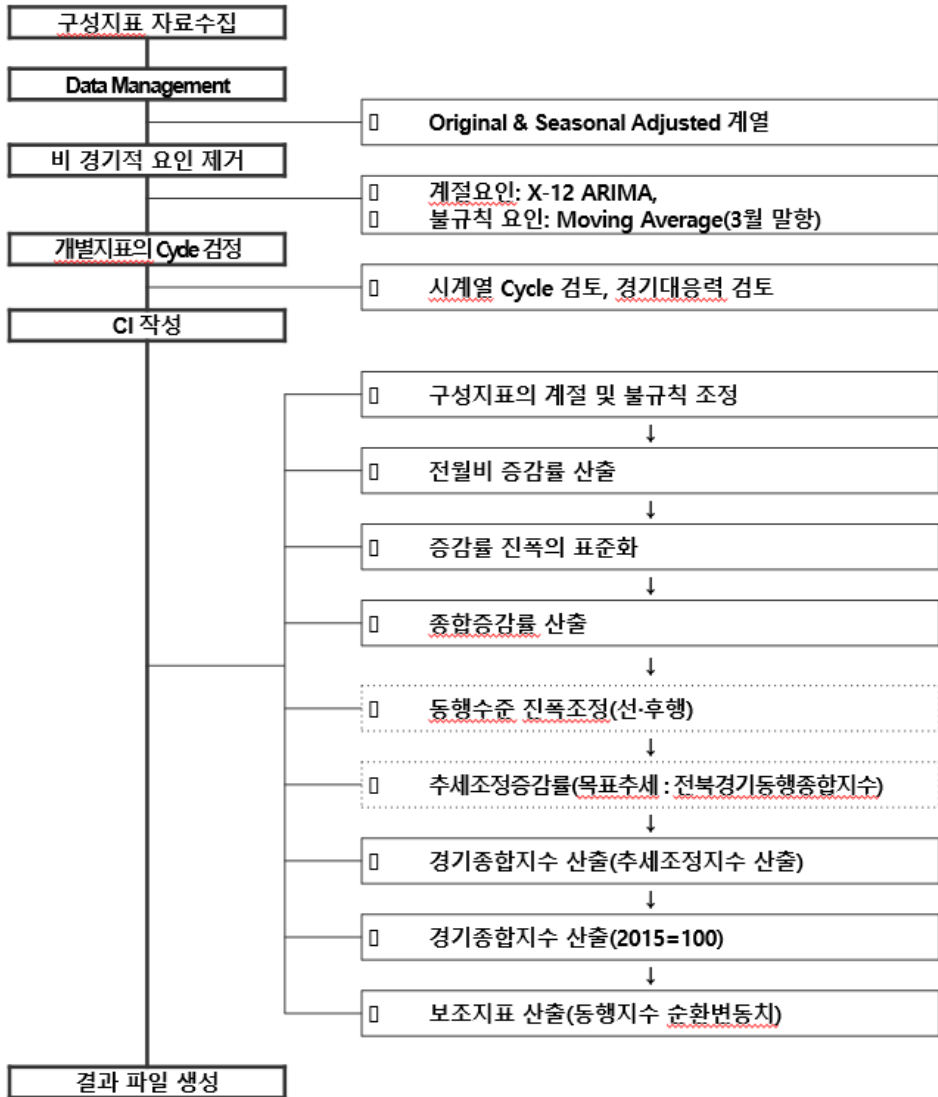 구성지표 자료수집
Data Management
Original & Seasonal Adjusted 계열
비 경기적 요인 제거
계절요인: X-12 ARIMA,
불규칙 요인: Moving Average(3월 말항)
개별지표의 Cycle 검정
시계열 Cycle 검토, 경기대응력 검토
CI 작성
구성지표의 계절 및 불규칙 조정
↓
전월비 증감률 산출
↓
증감률 진폭의 표준화
↓
종합증감률 산출
↓
동행수준 진폭조정(선·후행)
↓
추세조정증감률(목표추세 : 전북경기동행종합지수)
↓
경기종합지수 산출(추세조정지수 산출)
↓
경기종합지수 산출(2015=100)
↓
보조지표 산출(동행지수 순환변동치)
결과 파일 생성